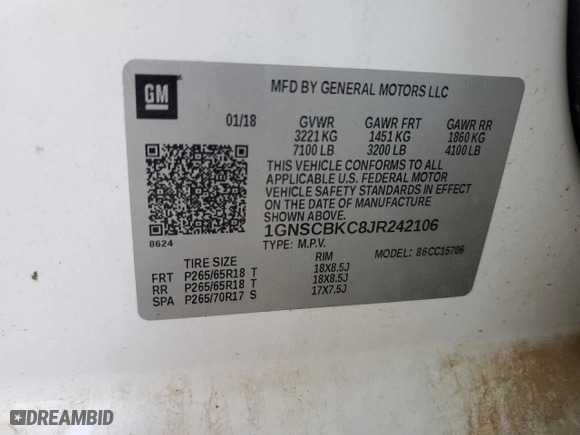 GM
MFD BY GENERAL MOTORS LLC
01/18 GVWR GAWR FRT GAWR RR
3221 KG 1451 KG 1860 KG
7100 LB 3200 LB 4100 LB
THIS VEHICLE CONFORMS TO ALL
APPLICABLE U.S. FEDERAL MOTOR
VEHICLE SAFETY STANDARDS IN EFFECT
ON THE DATE OF MANUFACTURE
SHOWN ABOVE.
8624
1GNSCBKC8JR242106
TYPE: M.P.V. MODEL: 86CC15706
TIRE SIZE RIM
FRT P265/65R18 T 18X8.5J
RR P265/65R18 T 18X8.5J
SPA P265/70R17 S 17X7.5J
DREAMBID